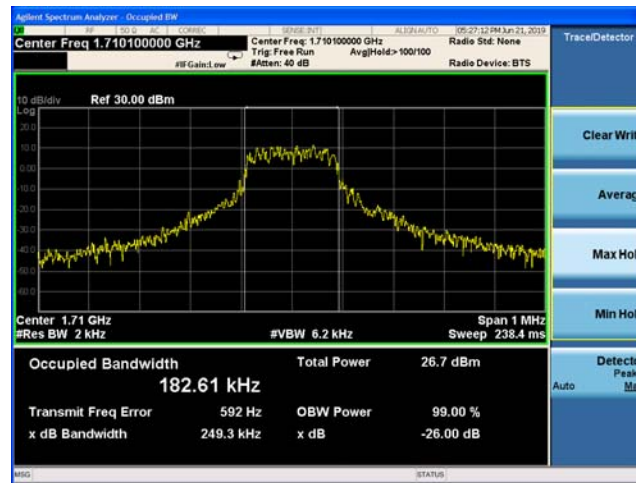 Agilent Spectrum Analyzer - Occupied BW
RF 50 Ω AC CORREC SENSE:INT ALIGN AUTO 05:27:12 PM Jun 21, 2019
Center Freq 1.710100000 GHz
Center Freq: 1.710100000 GHz
Radio Std: None
Trig: Free Run Avg|Hold:> 100/100
#IFGain:Low #Atten: 40 dB
Radio Device: BTS
Trace/Detector
10 dB/div Ref 30.00 dBm
Log
20.0
10.0
0.00
-10.0
-20.0
-30.0
-40.0
-50.0
-60.0
Clear Writ
Averag
Max Hol
Min Hol
Center 1.71 GHz Span 1 MHz
#Res BW 2 kHz #VBW 6.2 kHz Sweep 238.4 ms
Occupied Bandwidth Total Power 26.7 dBm
182.61 kHz
Transmit Freq Error 592 Hz OBW Power 99.00 %
x dB Bandwidth 249.3 kHz x dB -26.00 dB
Detecto
Peak
Auto Ma
MSG STATUS